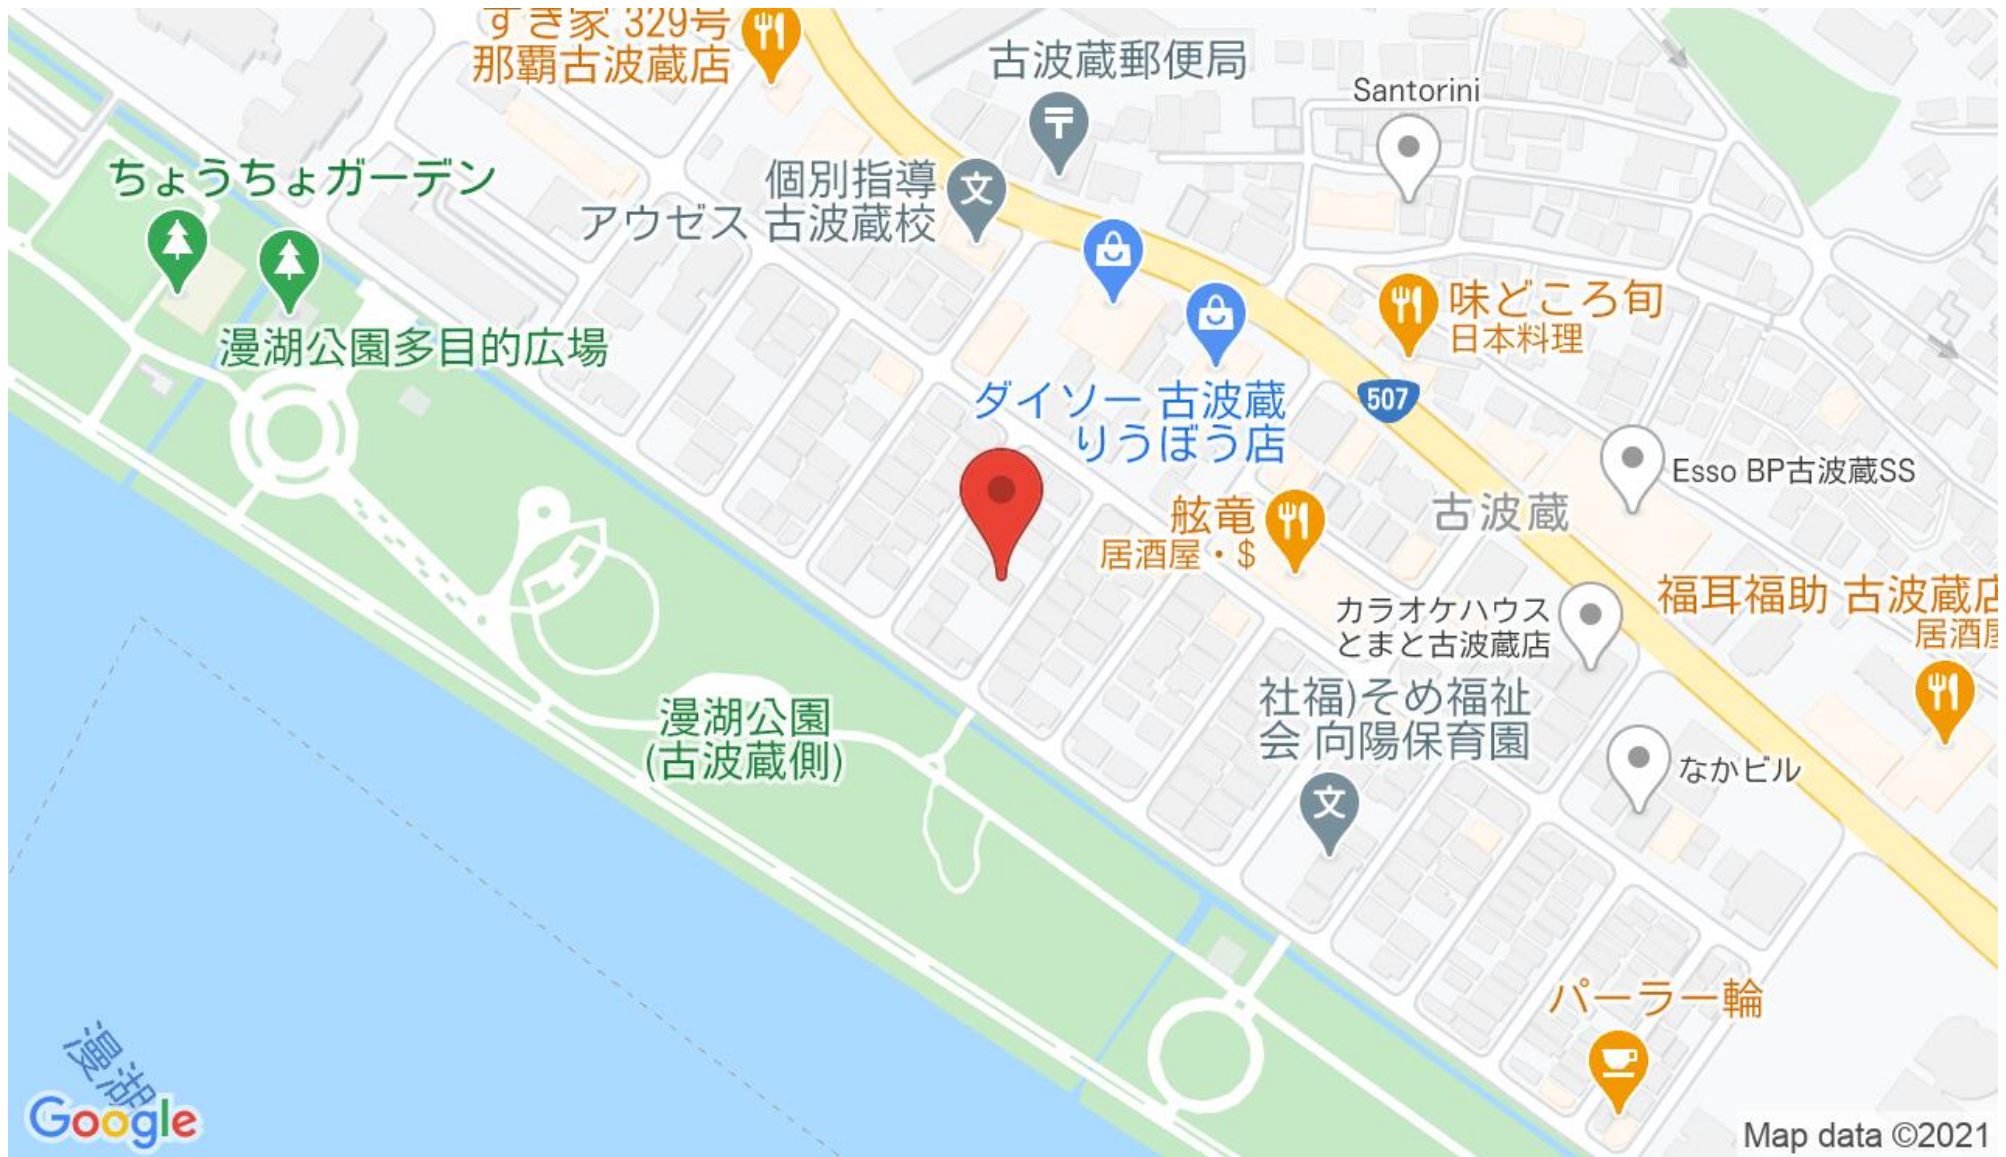 すき家 329号
那覇古波蔵店
古波蔵郵便局
Santorini
ちょうちょガーデン
個別指導
アウゼス 古波蔵校
漫湖公園多目的広場
味どころ旬
日本料理
ダイソー 古波蔵
りうぼう店
507
Esso BP古波蔵SS
舷竜
居酒屋・$
古波蔵
カラオケハウス
とまと古波蔵店
福耳福助 古波蔵店
居酒屋
漫湖公園
(古波蔵側)
社福)そめ福祉
会 向陽保育園
なかビル
パーラー輪
漫湖
Google
Map data ©2021